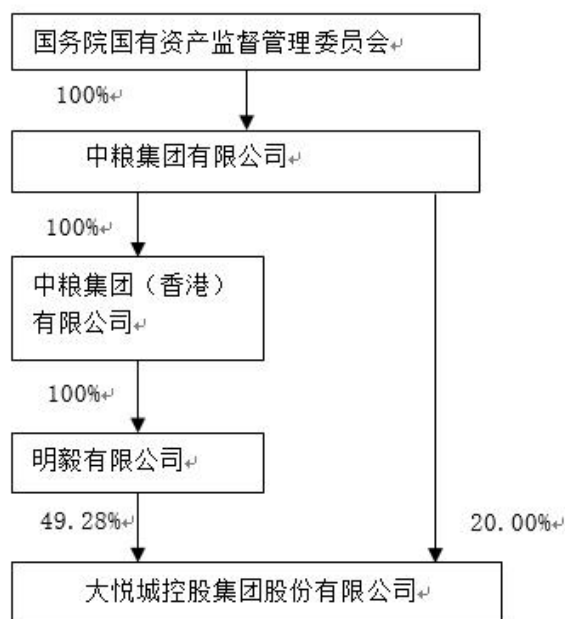 国务院国有资产监督管理委员会
100%
中粮集团有限公司
100%
中粮集团（香港）
有限公司
100%
明毅有限公司
49.28%
20.00%
大悦城控股集团股份有限公司